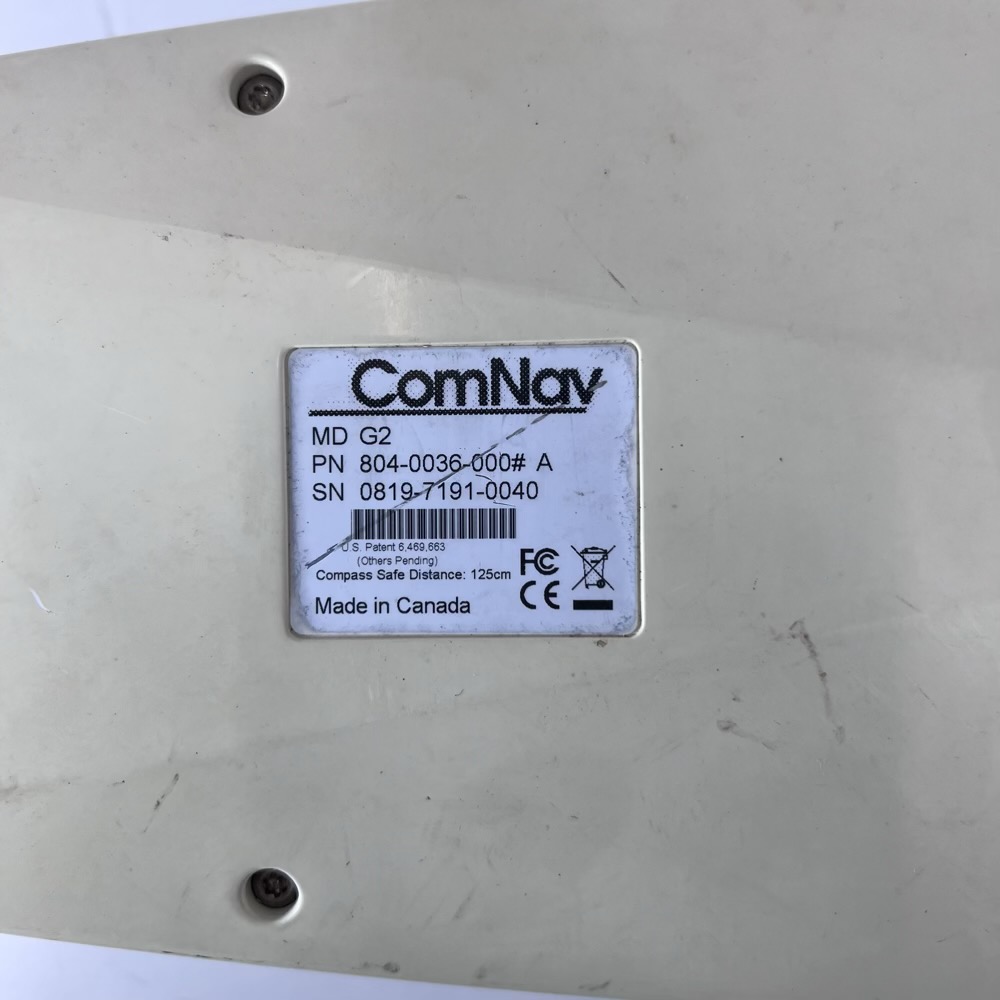 ComNav
MD G2
PN 804-0036-000# A
SN 0819-7191-0040
U.S. Patent 6,469,663
(Others Pending)
Compass Safe Distance: 125cm
FC
CE
Made in Canada